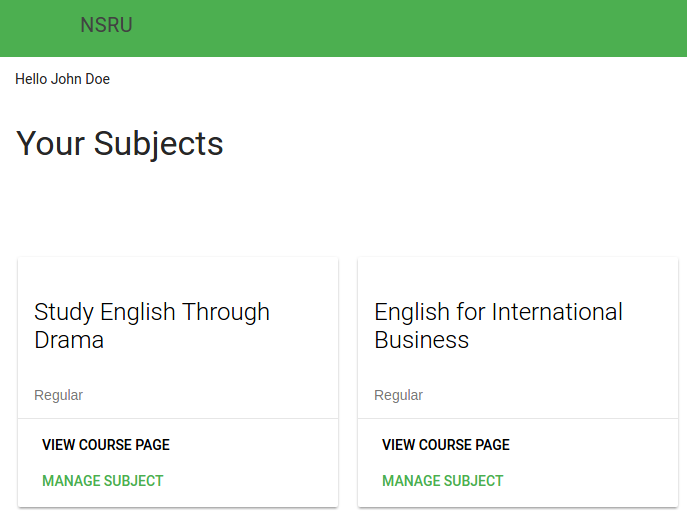 NSRU
Hello John Doe
Your Subjects
Study English Through
Drama
Regular
VIEW COURSE PAGE
MANAGE SUBJECT
English for International
Business
Regular
VIEW COURSE PAGE
MANAGE SUBJECT